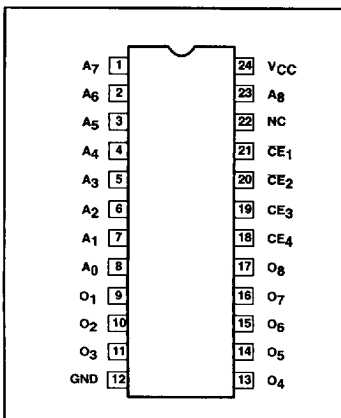 A7 1 24 VCC
A6 2 23 A8
A5 3 22 NC
A4 4 21 C̅E̅1
A3 5 20 C̅E̅2
A2 6 19 CE3
A1 7 18 CE4
A0 8 17 O8
O1 9 16 O7
O2 10 15 O6
O3 11 14 O5
GND 12 13 O4